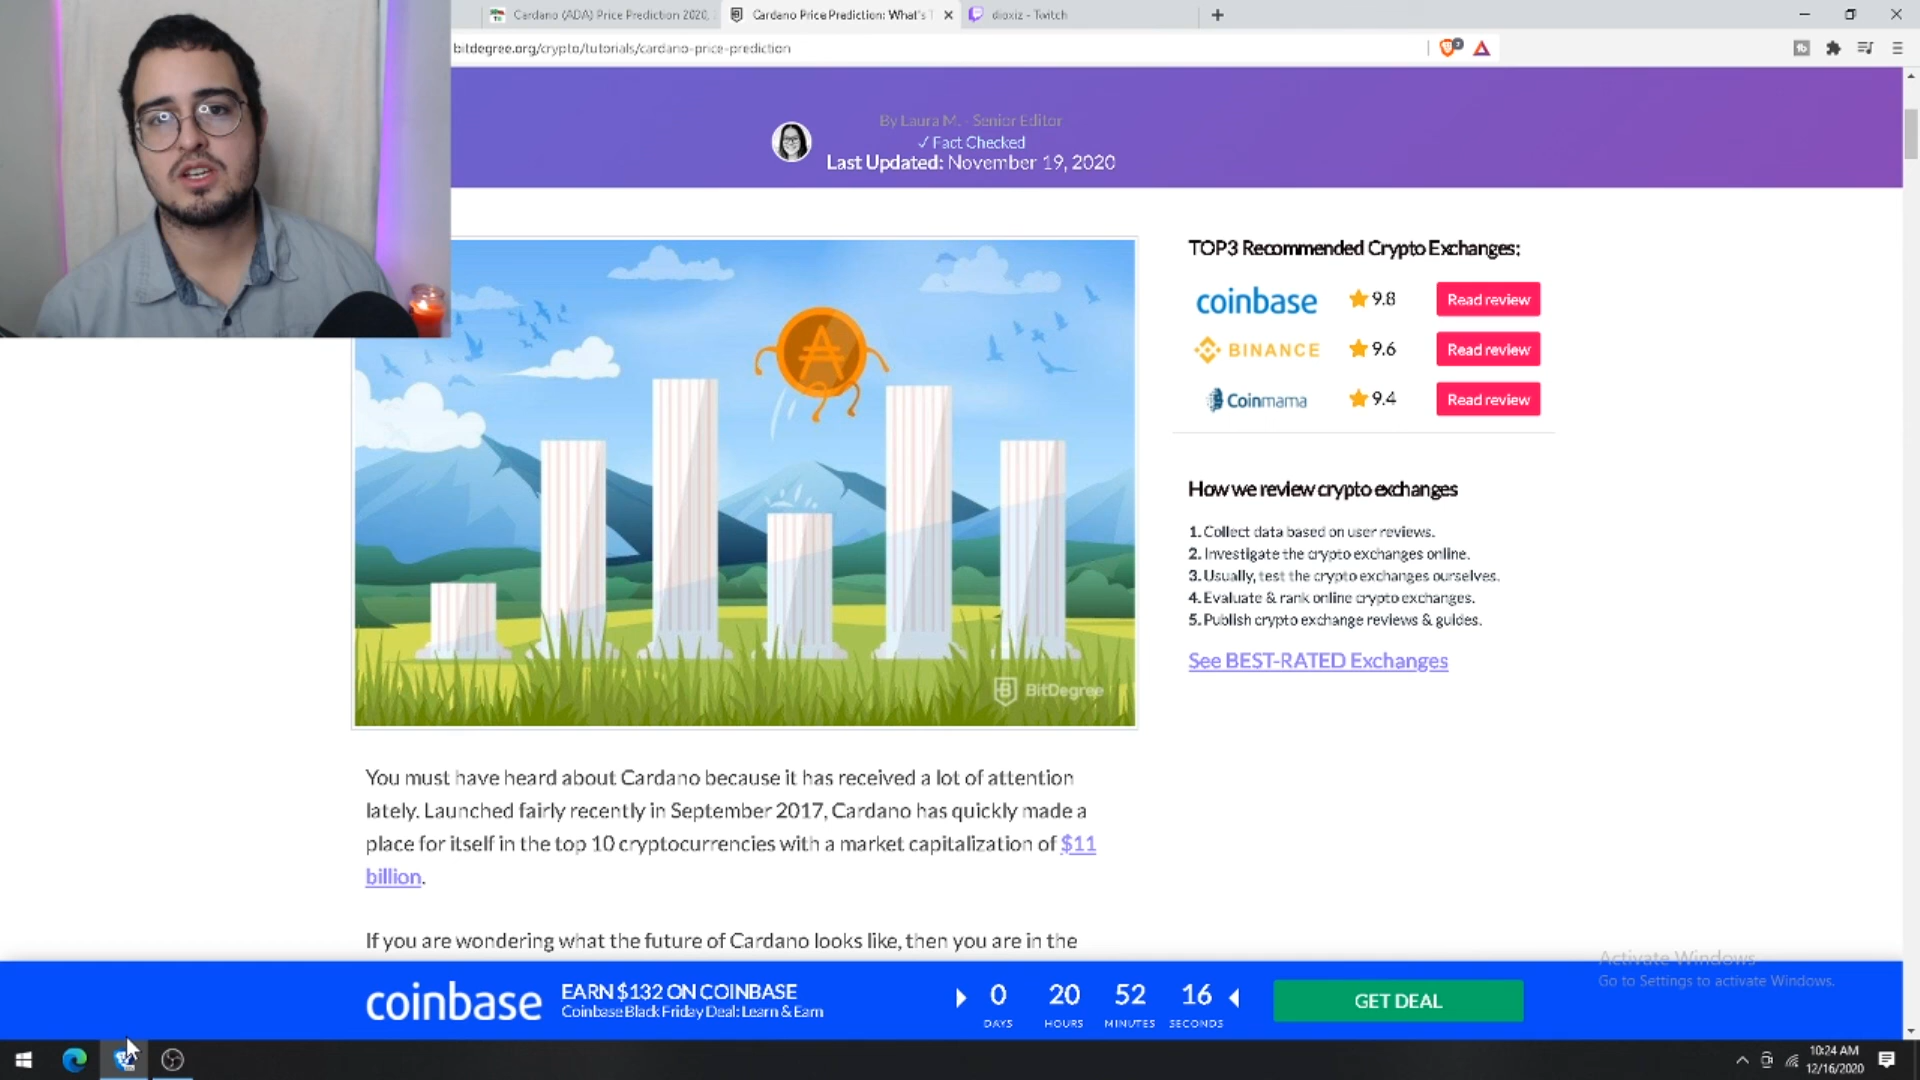 Cardano (ADA) Price Prediction 2020,
Cardano Price Prediction: What's T
dioxiz - Twitch
bitdegree.org/crypto/tutorials/cardano-price-prediction
By Laura M. - Senior Editor
✓ Fact Checked
Last Updated: November 19, 2020
TOP3 Recommended Crypto Exchanges:
coinbase 9.8 Read review
BINANCE 9.6 Read review
Coinmama 9.4 Read review
How we review crypto exchanges
1. Collect data based on user reviews.
2. Investigate the crypto exchanges online.
3. Usually, test the crypto exchanges ourselves.
4. Evaluate & rank online crypto exchanges.
5. Publish crypto exchange reviews & guides.
See BEST-RATED Exchanges
BitDegree
You must have heard about Cardano because it has received a lot of attention
lately. Launched fairly recently in September 2017, Cardano has quickly made a
place for itself in the top 10 cryptocurrencies with a market capitalization of $11
billion.
If you are wondering what the future of Cardano looks like, then you are in the
Activate Windows
Go to Settings to activate Windows.
coinbase
EARN $132 ON COINBASE
Coinbase Black Friday Deal: Learn & Earn
0 20 52 16
DAYS HOURS MINUTES SECONDS
GET DEAL
10:24 AM
12/16/2020